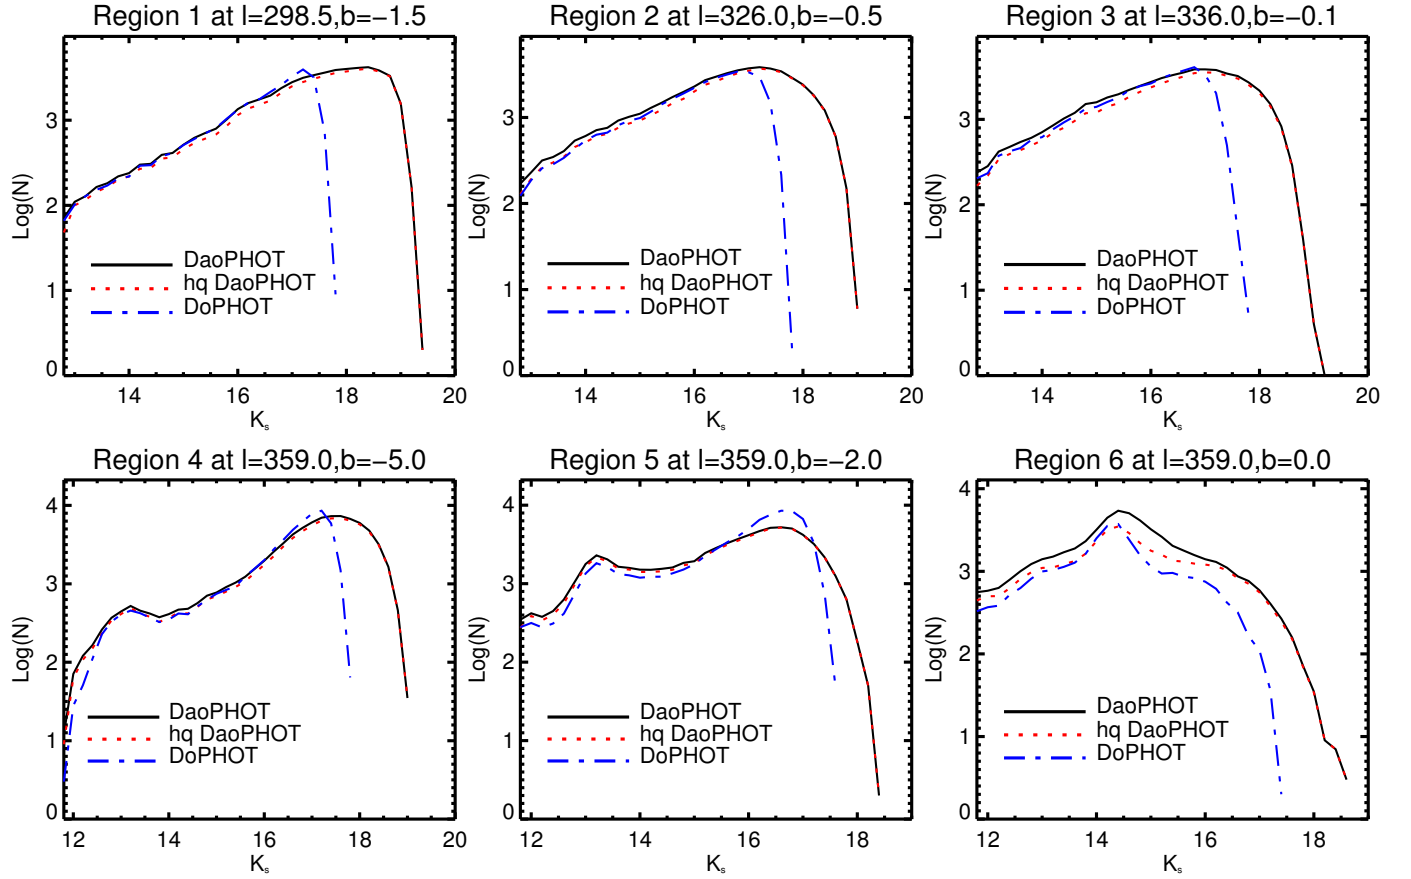 Region 1 at l=298.5,b=−1.5
Log(N)
3
2
1
0
DaoPHOT
hq DaoPHOT
DoPHOT
14 16 18 20
Ks
Region 2 at l=326.0,b=−0.5
Log(N)
3
2
1
0
DaoPHOT
hq DaoPHOT
DoPHOT
14 16 18 20
Ks
Region 3 at l=336.0,b=−0.1
Log(N)
3
2
1
0
DaoPHOT
hq DaoPHOT
DoPHOT
14 16 18 20
Ks
Region 4 at l=359.0,b=−5.0
Log(N)
4
3
2
1
0
DaoPHOT
hq DaoPHOT
DoPHOT
12 14 16 18 20
Ks
Region 5 at l=359.0,b=−2.0
Log(N)
4
3
2
1
0
DaoPHOT
hq DaoPHOT
DoPHOT
12 14 16 18
Ks
Region 6 at l=359.0,b=0.0
Log(N)
4
3
2
1
0
DaoPHOT
hq DaoPHOT
DoPHOT
12 14 16 18
Ks